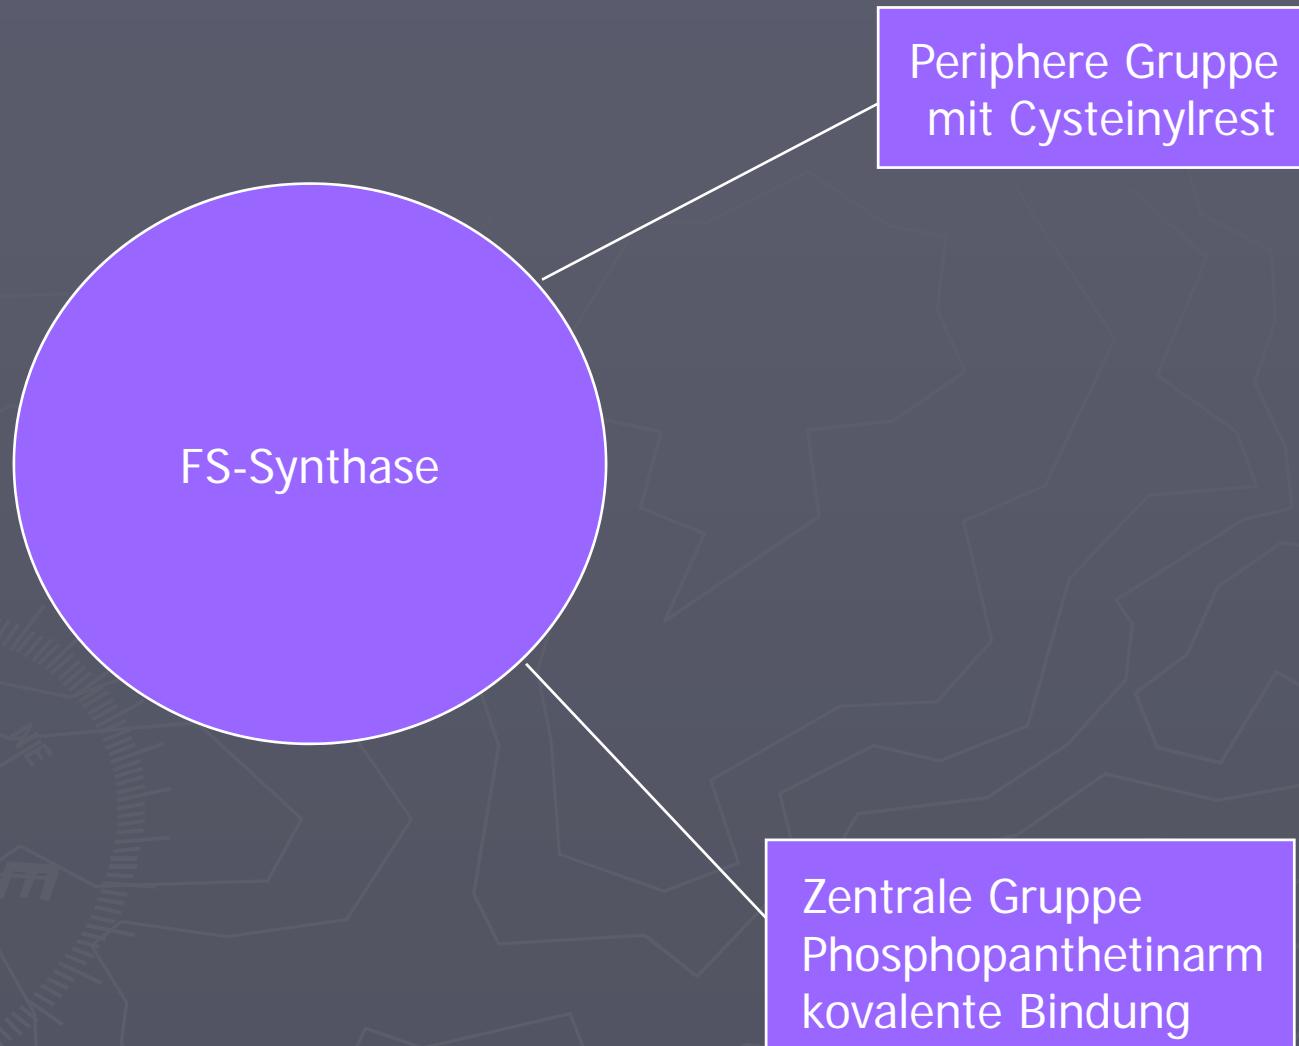 Periphere Gruppe
mit Cysteinylrest
FS-Synthase
Zentrale Gruppe
Phosphopanthetinarm
kovalente Bindung